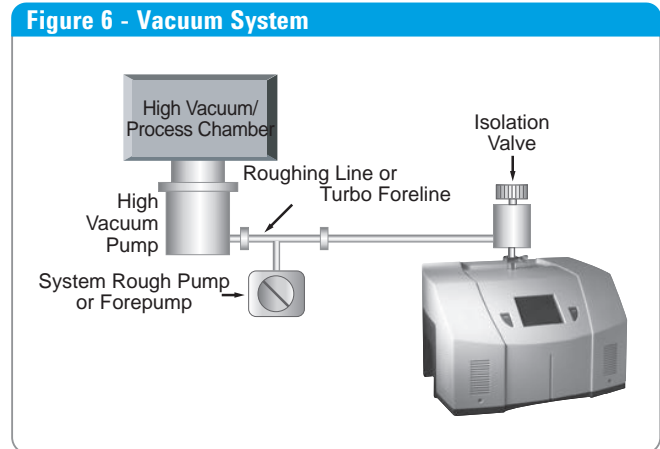 Figure 6 - Vacuum System
High Vacuum/
Process Chamber
Isolation
Valve
Roughing Line or
Turbo Foreline
High
Vacuum
Pump
System Rough Pump
or Forepump